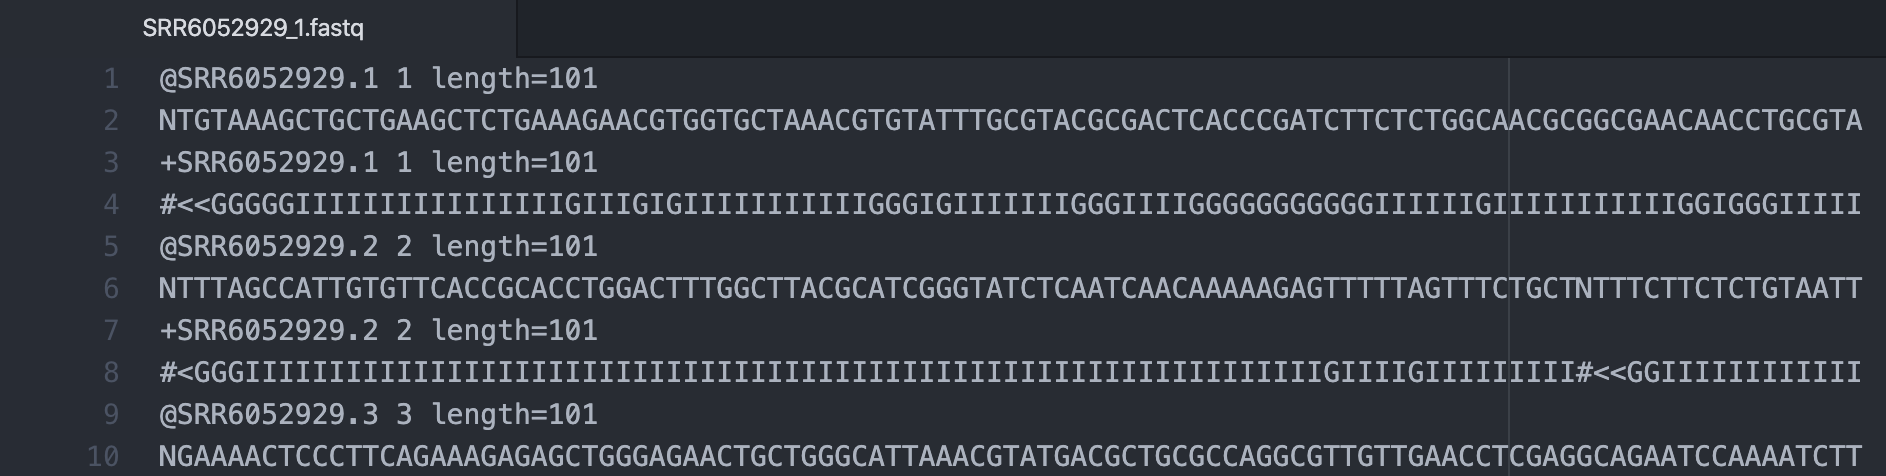 SRR6052929_1.fastq
1 @SRR6052929.1 1 length=101
2 NTGTAAAGCTGCTGAAGCTCTGAAAGAACGTGGTGCTAAACGTGTATTTGCGTACGCGACTCACCCGATCTTCTCTGGCAACGCGGCGAACAACCTGCGTA
3 +SRR6052929.1 1 length=101
4 #<<GGGGGIIIIIIIIIIIIIIIIGIIIGIGIIIIIIIIIIIGGGIGIIIIIIIGGGIIIIGGGGGGGGGGGIIIIIIGIIIIIIIIIIIGGIGGGIIIII
5 @SRR6052929.2 2 length=101
6 NTTTAGCCATTGTGTTCACCGCACCTGGACTTTGGCTTACGCATCGGGTATCTCAATCAACAAAAAGAGTTTTTAGTTTCTGCTNTTTCTTCTCTGTAATT
7 +SRR6052929.2 2 length=101
8 #<GGGIIIIIIIIIIIIIIIIIIIIIIIIIIIIIIIIIIIIIIIIIIIIIIIIIIIIIIIIIIIIIIIIGIIIIGIIIIIIIII#<<GGIIIIIIIIIIII
9 @SRR6052929.3 3 length=101
10 NGAAAACTCCCTTCAGAAAGAGAGCTGGGAGAACTGCTGGGCATTAAACGTATGACGCTGCGCCAGGCGTTGTTGAACCTCGAGGCAGAATCCAAAATCTT